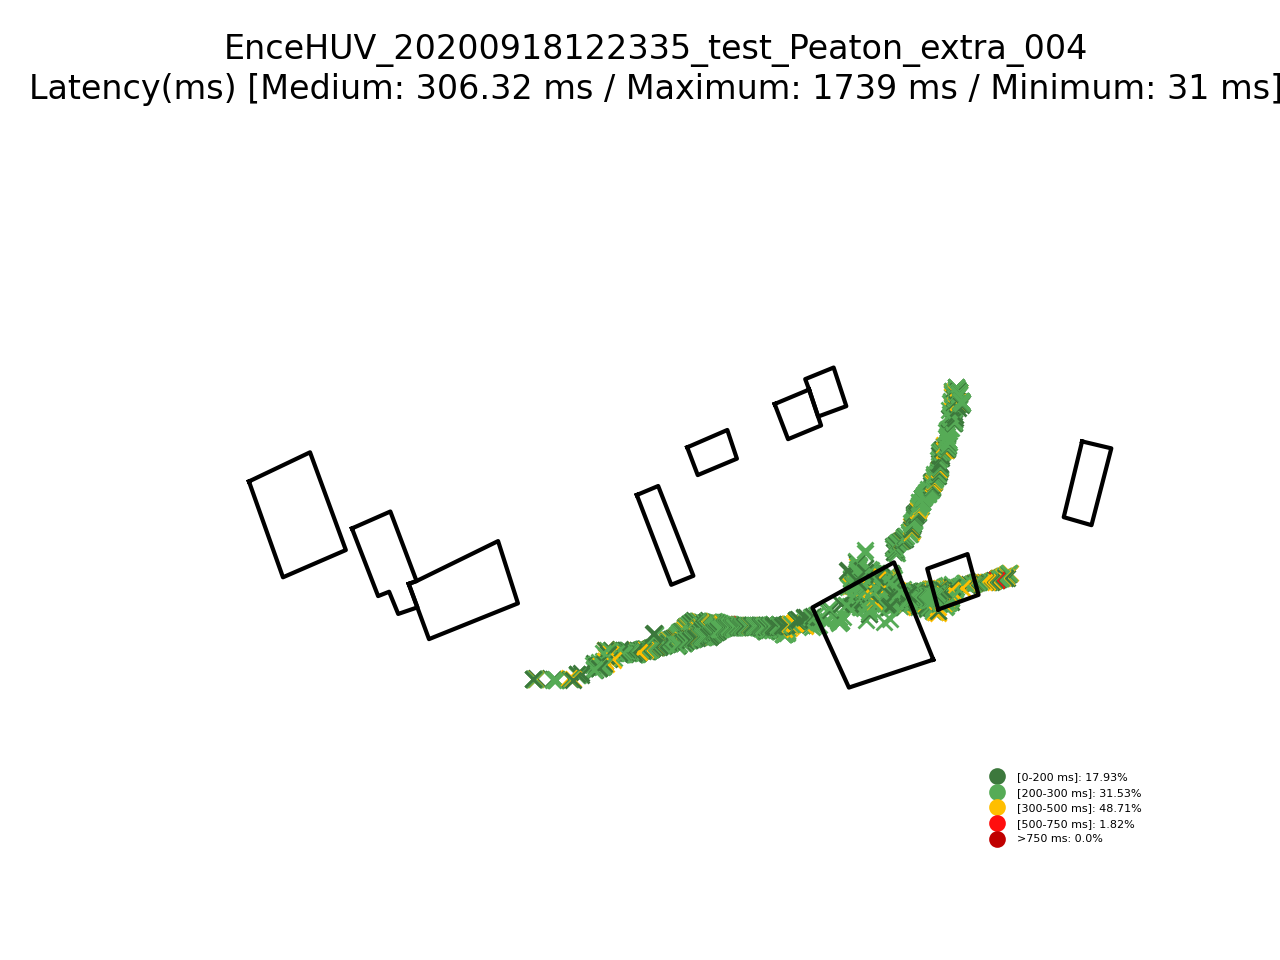 EnceHUV_20200918122335_test_Peaton_extra_004
Latency(ms) [Medium: 306.32 ms / Maximum: 1739 ms / Minimum: 31 ms]
[0-200 ms]: 17.93%
[200-300 ms]: 31.53%
[300-500 ms]: 48.71%
[500-750 ms]: 1.82%
>750 ms: 0.0%